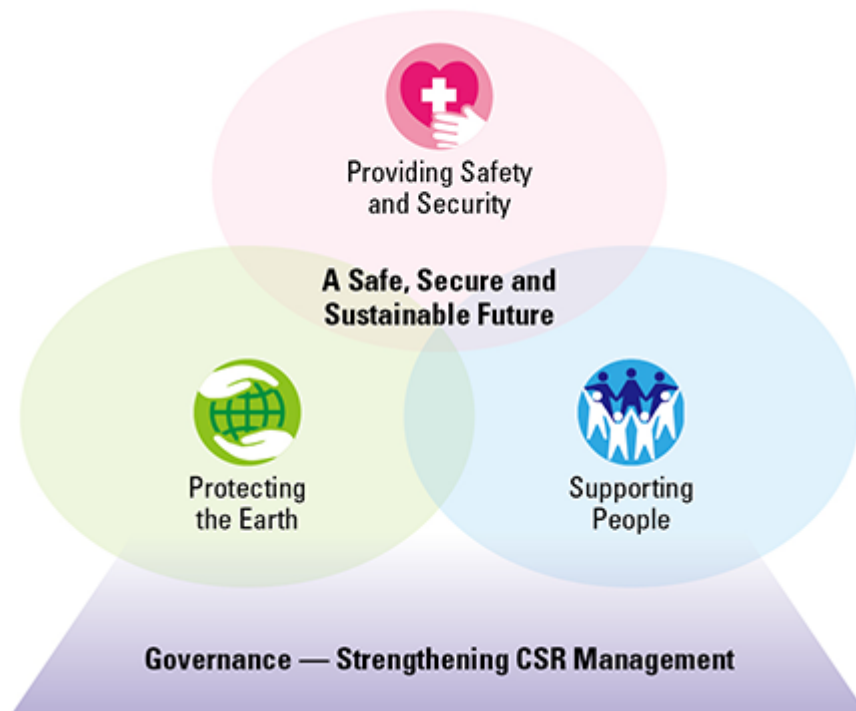 Providing Safety
and Security
A Safe, Secure and
Sustainable Future
Protecting
the Earth
Supporting
People
Governance — Strengthening CSR Management